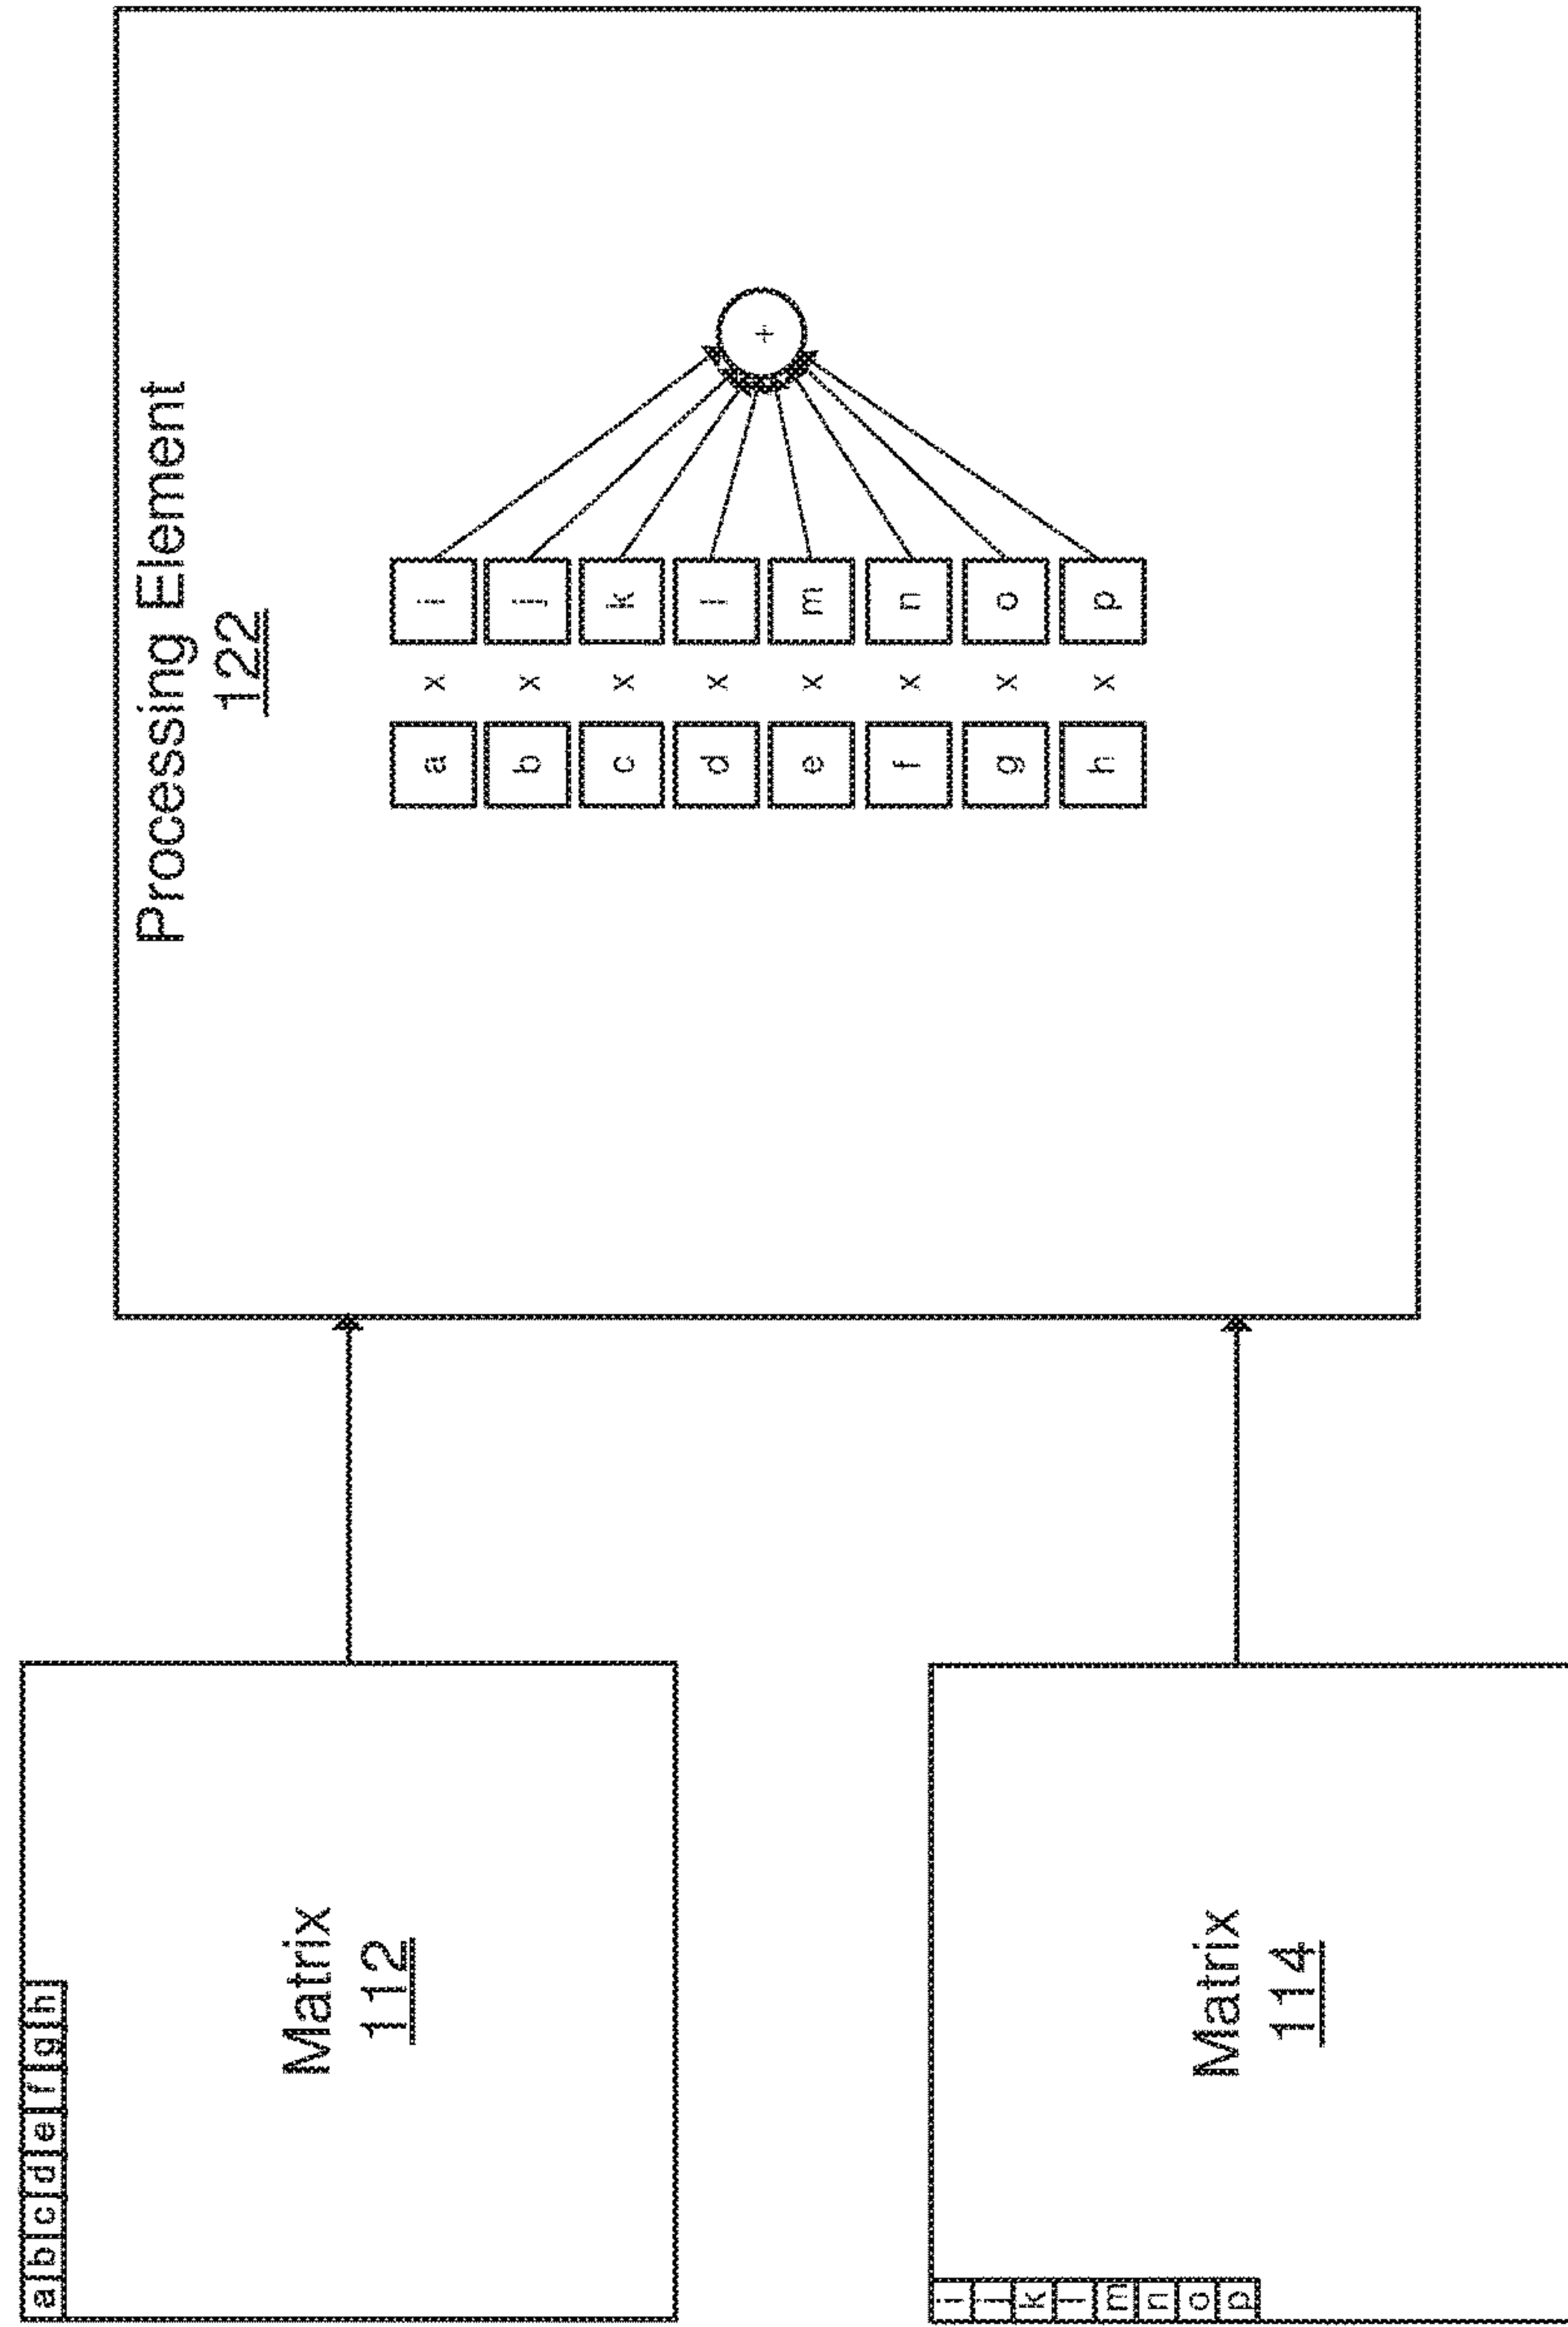 a b c d e f g h
Matrix
112
i
j
k
l
m
n
o
p
Matrix
114
Processing Element
122
a x i
b x j
c x k
d x l
e x m
f x n
g x o
h x p
+